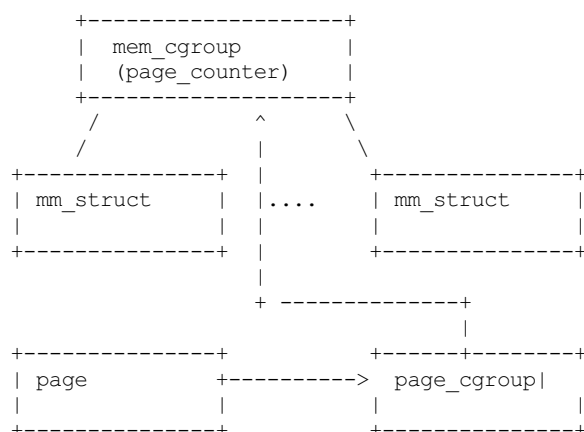 mem_cgroup
(page_counter)
mm_struct .... mm_struct
page page_cgroup